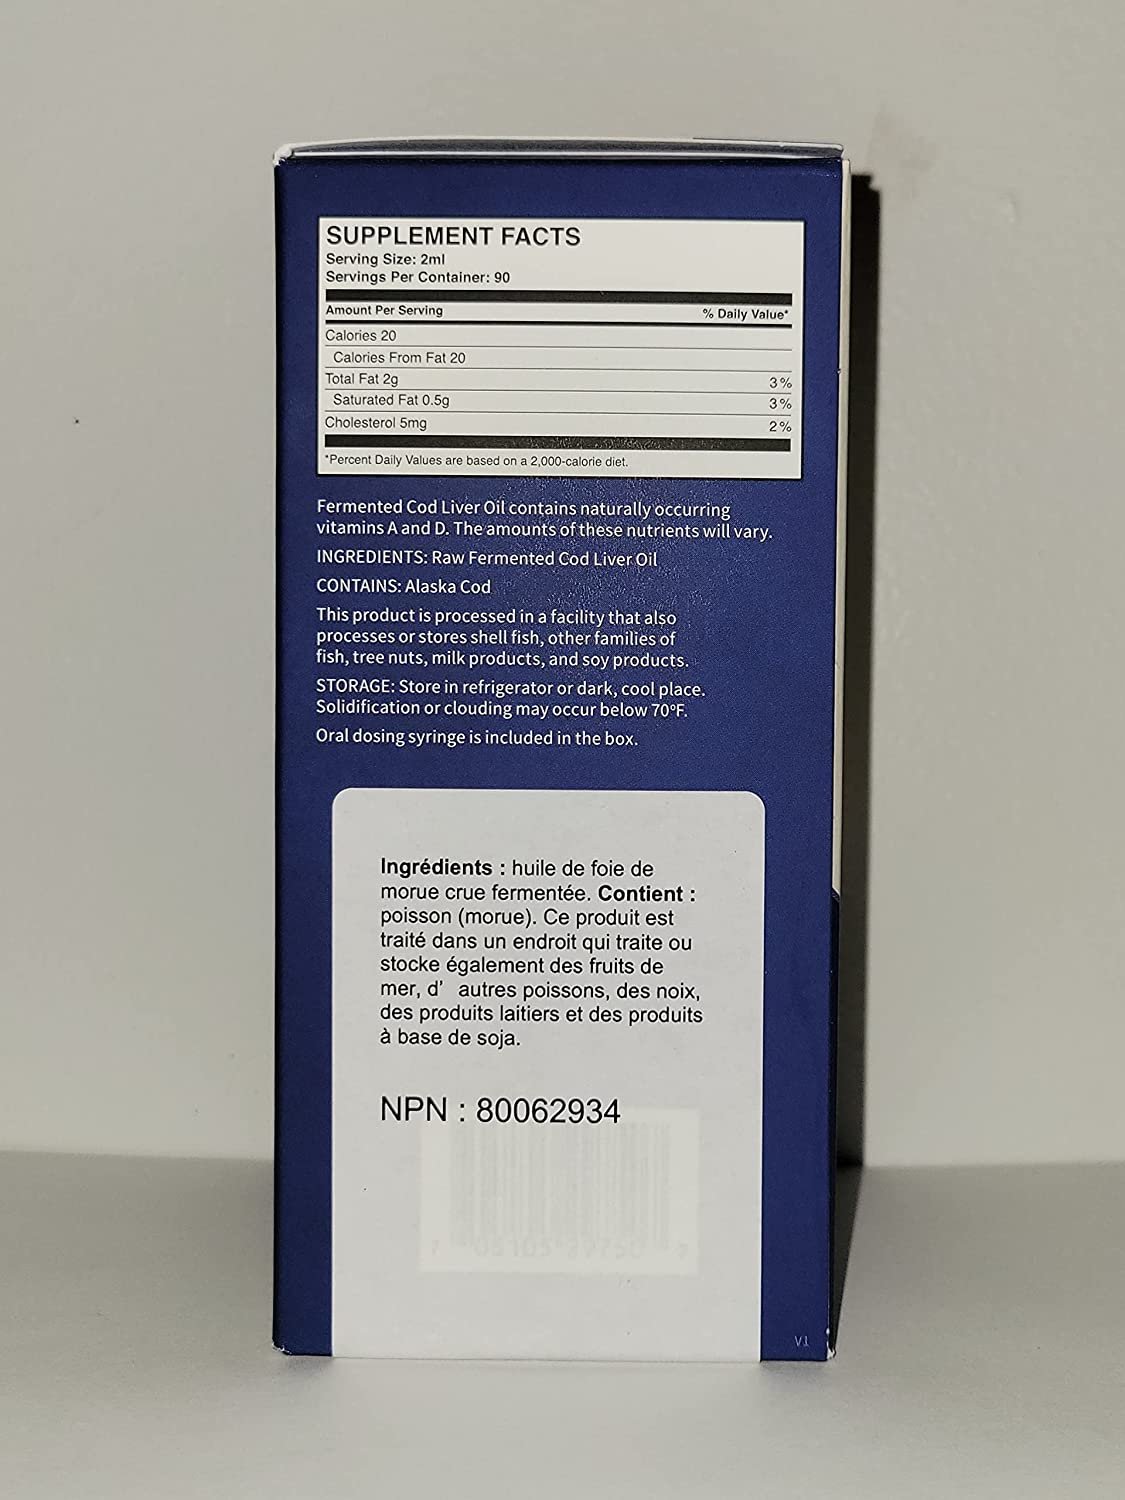 SUPPLEMENT FACTS
Serving Size: 2ml
Servings Per Container: 90
Amount Per Serving % Daily Value*
Calories 20
Calories From Fat 20
Total Fat 2g 3%
Saturated Fat 0.5g 3%
Cholesterol 5mg 2%
*Percent Daily Values are based on a 2,000-calorie diet.
Fermented Cod Liver Oil contains naturally occurring
vitamins A and D. The amounts of these nutrients will vary.
INGREDIENTS: Raw Fermented Cod Liver Oil
CONTAINS: Alaska Cod
This product is processed in a facility that also
processes or stores shell fish, other families of
fish, tree nuts, milk products, and soy products.
STORAGE: Store in refrigerator or dark, cool place.
Solidification or clouding may occur below 70°F.
Oral dosing syringe is included in the box.
Ingrédients : huile de foie de
morue crue fermentée. Contient :
poisson (morue). Ce produit est
traité dans un endroit qui traite ou
stocke également des fruits de
mer, d' autres poissons, des noix,
des produits laitiers et des produits
à base de soja.
NPN : 80062934
V1